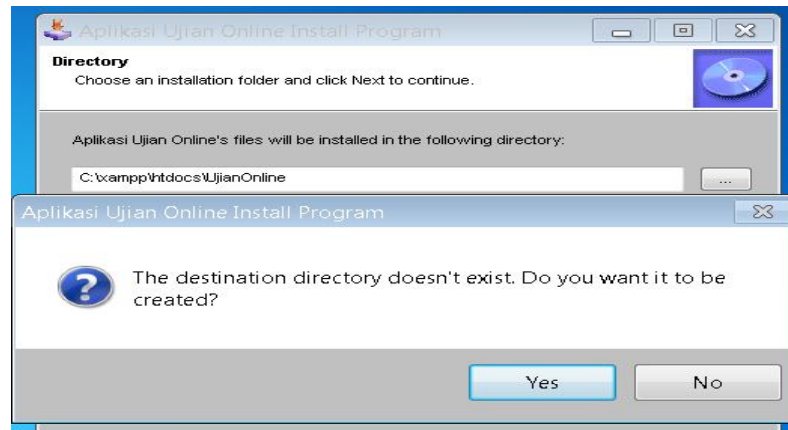 Aplikasi Ujian Online Install Program
Directory
Choose an installation folder and click Next to continue.
Aplikasi Ujian Online's files will be installed in the following directory:
C:\xampp\htdocs\UjianOnline
...
Aplikasi Ujian Online Install Program
The destination directory doesn't exist. Do you want it to be
created?
Yes No